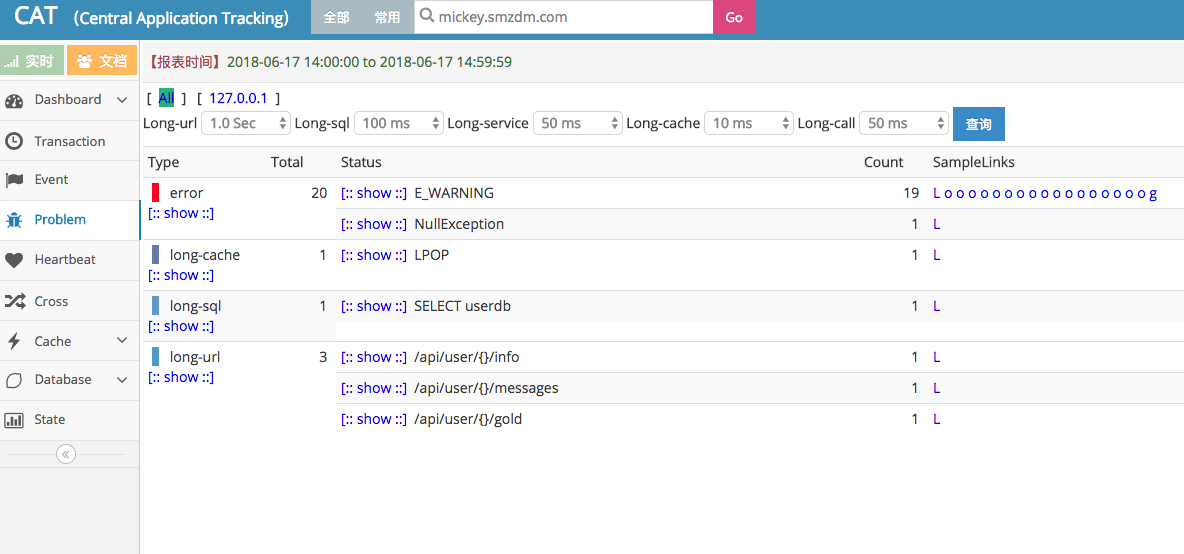 CAT (Central Application Tracking) 全部 常用 mickey.smzdm.com Go
实时 文档 【报表时间】2018-06-17 14:00:00 to 2018-06-17 14:59:59
Dashboard
[ All ] [ 127.0.0.1 ]
Long-url 1.0 Sec Long-sql 100 ms Long-service 50 ms Long-cache 10 ms Long-call 50 ms 查询
Transaction
Type Total Status Count SampleLinks
Event
error 20 [:: show ::] E_WARNING 19 L o o o o o o o o o o o o o o o o o g
[:: show ::]
Problem
[:: show ::] NullException 1 L
Heartbeat
long-cache 1 [:: show ::] LPOP 1 L
[:: show ::]
Cross
long-sql 1 [:: show ::] SELECT userdb 1 L
[:: show ::]
Cache
long-url 3 [:: show ::] /api/user/{}/info 1 L
[:: show ::]
Database
[:: show ::] /api/user/{}/messages 1 L
State
[:: show ::] /api/user/{}/gold 1 L